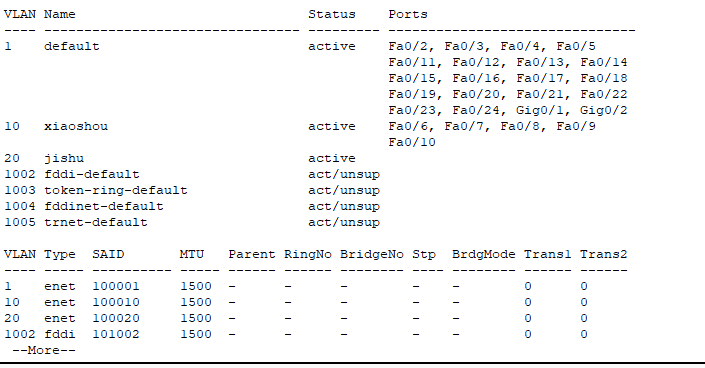 VLAN Name                             Status    Ports
---- -------------------------------- --------- -------------------------------
1    default                          active    Fa0/2, Fa0/3, Fa0/4, Fa0/5
                                                Fa0/11, Fa0/12, Fa0/13, Fa0/14
                                                Fa0/15, Fa0/16, Fa0/17, Fa0/18
                                                Fa0/19, Fa0/20, Fa0/21, Fa0/22
                                                Fa0/23, Fa0/24, Gig0/1, Gig0/2
10   xiaoshou                         active    Fa0/6, Fa0/7, Fa0/8, Fa0/9
                                                Fa0/10
20   jishu                            active
1002 fddi-default                     act/unsup
1003 token-ring-default               act/unsup
1004 fddinet-default                  act/unsup
1005 trnet-default                    act/unsup

VLAN Type  SAID       MTU   Parent RingNo BridgeNo Stp  BrdgMode Trans1 Trans2
---- ----- ---------- ----- ------ ------ -------- ---- -------- ------ ------
1    enet  100001     1500  -      -      -        -    -        0      0
10   enet  100010     1500  -      -      -        -    -        0      0
20   enet  100020     1500  -      -      -        -    -        0      0
1002 fddi  101002     1500  -      -      -        -    -        0      0
 --More--